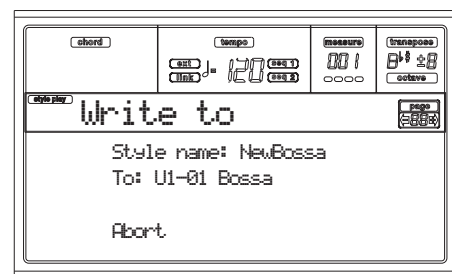 chord tempo measure transpose
ext seq 1
link ♩= 120 seq 2 001 B♭♯ ±8
octave
style play page
Write to 88
Style name: NewBossa
To: U1-01 Bossa
Abort